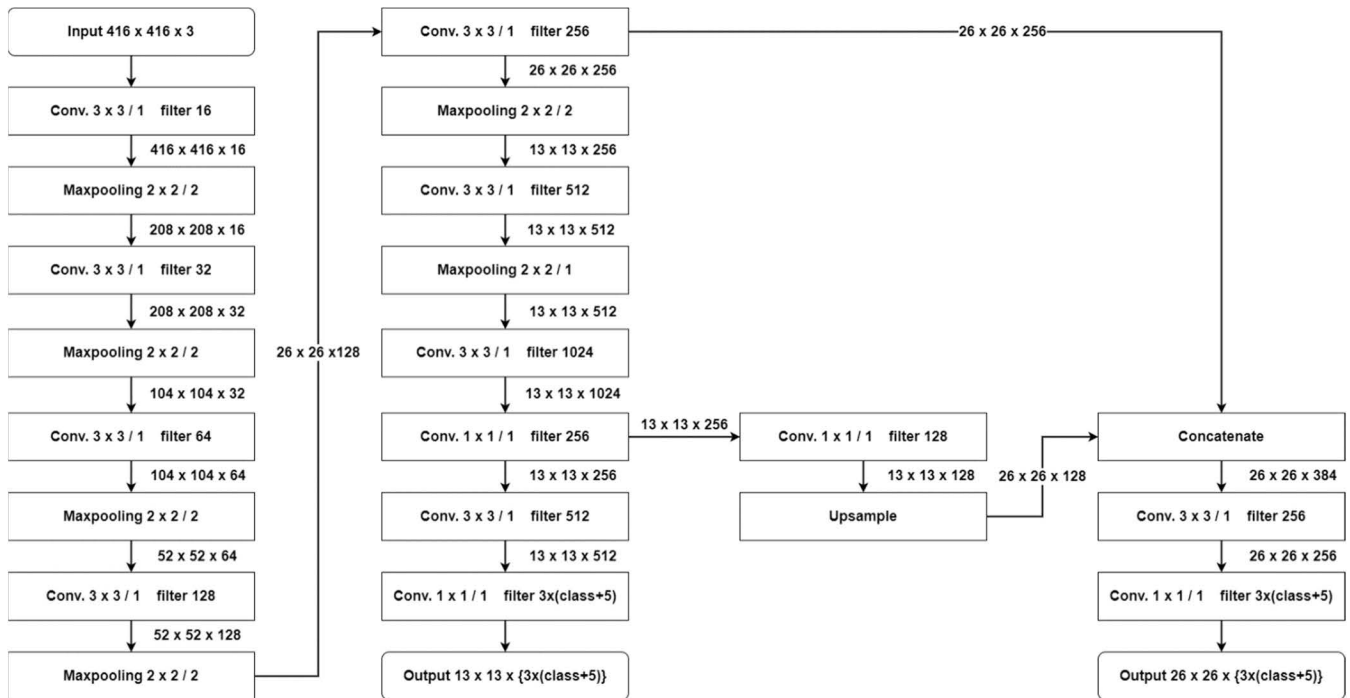 Input 416 x 416 x 3
Conv. 3 x 3 / 1 filter 16
416 x 416 x 16
Maxpooling 2 x 2 / 2
208 x 208 x 16
Conv. 3 x 3 / 1 filter 32
208 x 208 x 32
Maxpooling 2 x 2 / 2
104 x 104 x 32
Conv. 3 x 3 / 1 filter 64
104 x 104 x 64
Maxpooling 2 x 2 / 2
52 x 52 x 64
Conv. 3 x 3 / 1 filter 128
52 x 52 x 128
Maxpooling 2 x 2 / 2
26 x 26 x128
Conv. 3 x 3 / 1 filter 256
26 x 26 x 256
Maxpooling 2 x 2 / 2
13 x 13 x 256
Conv. 3 x 3 / 1 filter 512
13 x 13 x 512
Maxpooling 2 x 2 / 1
13 x 13 x 512
Conv. 3 x 3 / 1 filter 1024
13 x 13 x 1024
Conv. 1 x 1 / 1 filter 256
13 x 13 x 256
Conv. 3 x 3 / 1 filter 512
13 x 13 x 512
Conv. 1 x 1 / 1 filter 3x(class+5)
Output 13 x 13 x {3x(class+5)}
13 x 13 x 256
Conv. 1 x 1 / 1 filter 128
13 x 13 x 128
Upsample
26 x 26 x 128
26 x 26 x 256
Concatenate
26 x 26 x 384
Conv. 3 x 3 / 1 filter 256
26 x 26 x 256
Conv. 1 x 1 / 1 filter 3x(class+5)
Output 26 x 26 x {3x(class+5)}